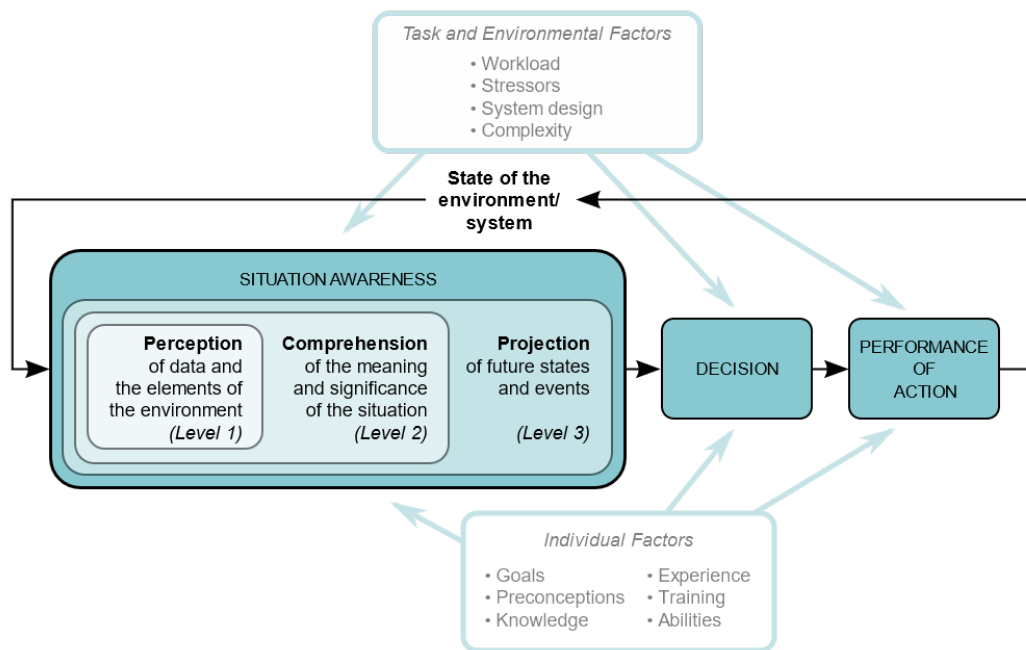 Task and Environmental Factors
• Workload
• Stressors
• System design
• Complexity
State of the
environment/
system
SITUATION AWARENESS
Perception
of data and
the elements of
the environment
(Level 1)
Comprehension
of the meaning
and significance
of the situation
(Level 2)
Projection
of future states
and events
(Level 3)
DECISION
PERFORMANCE
OF
ACTION
Individual Factors
• Goals
• Preconceptions
• Knowledge
• Experience
• Training
• Abilities